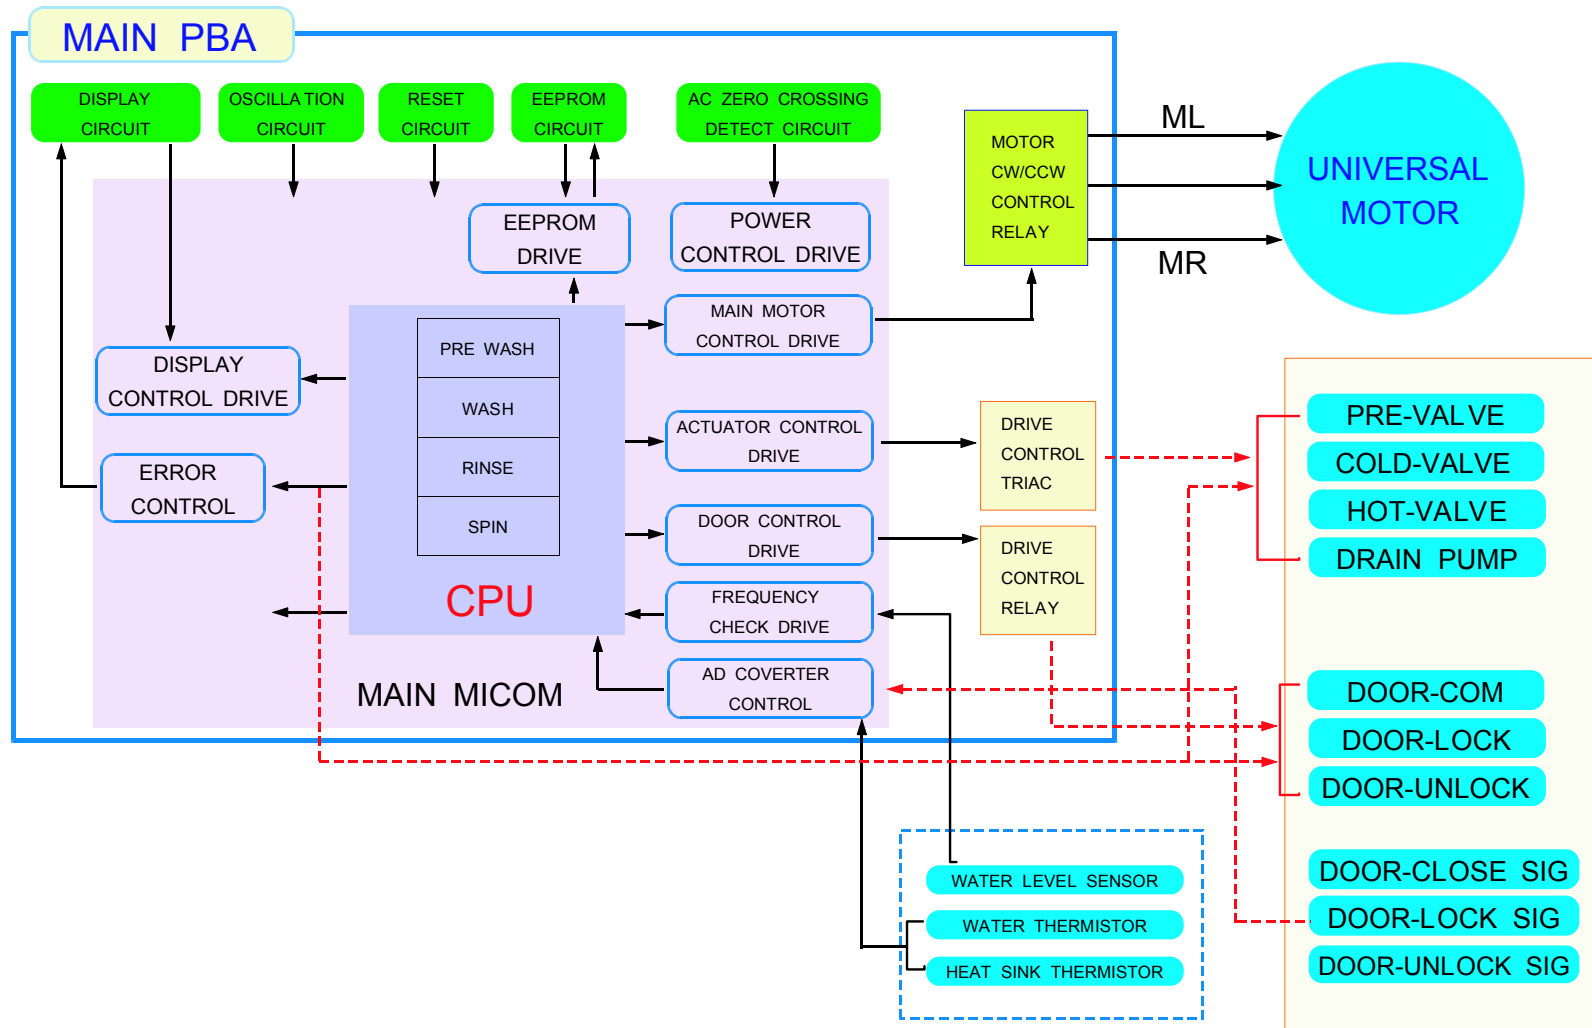 MAIN PBA
DISPLAY
CIRCUIT
OSCILLATION
CIRCUIT
RESET
CIRCUIT
EEPROM
CIRCUIT
AC ZERO CROSSING
DETECT CIRCUIT
MOTOR
CW/CCW
CONTROL
RELAY
ML
MR
UNIVERSAL
MOTOR
EEPROM
DRIVE
POWER
CONTROL DRIVE
MAIN MOTOR
CONTROL DRIVE
DISPLAY
CONTROL DRIVE
PRE WASH
WASH
RINSE
SPIN
CPU
ACTUATOR CONTROL
DRIVE
DRIVE
CONTROL
TRIAC
ERROR
CONTROL
DOOR CONTROL
DRIVE
DRIVE
CONTROL
RELAY
FREQUENCY
CHECK DRIVE
AD COVERTER
CONTROL
MAIN MICOM
PRE-VALVE
COLD-VALVE
HOT-VALVE
DRAIN PUMP
DOOR-COM
DOOR-LOCK
DOOR-UNLOCK
DOOR-CLOSE SIG
DOOR-LOCK SIG
DOOR-UNLOCK SIG
WATER LEVEL SENSOR
WATER THERMISTOR
HEAT SINK THERMISTOR